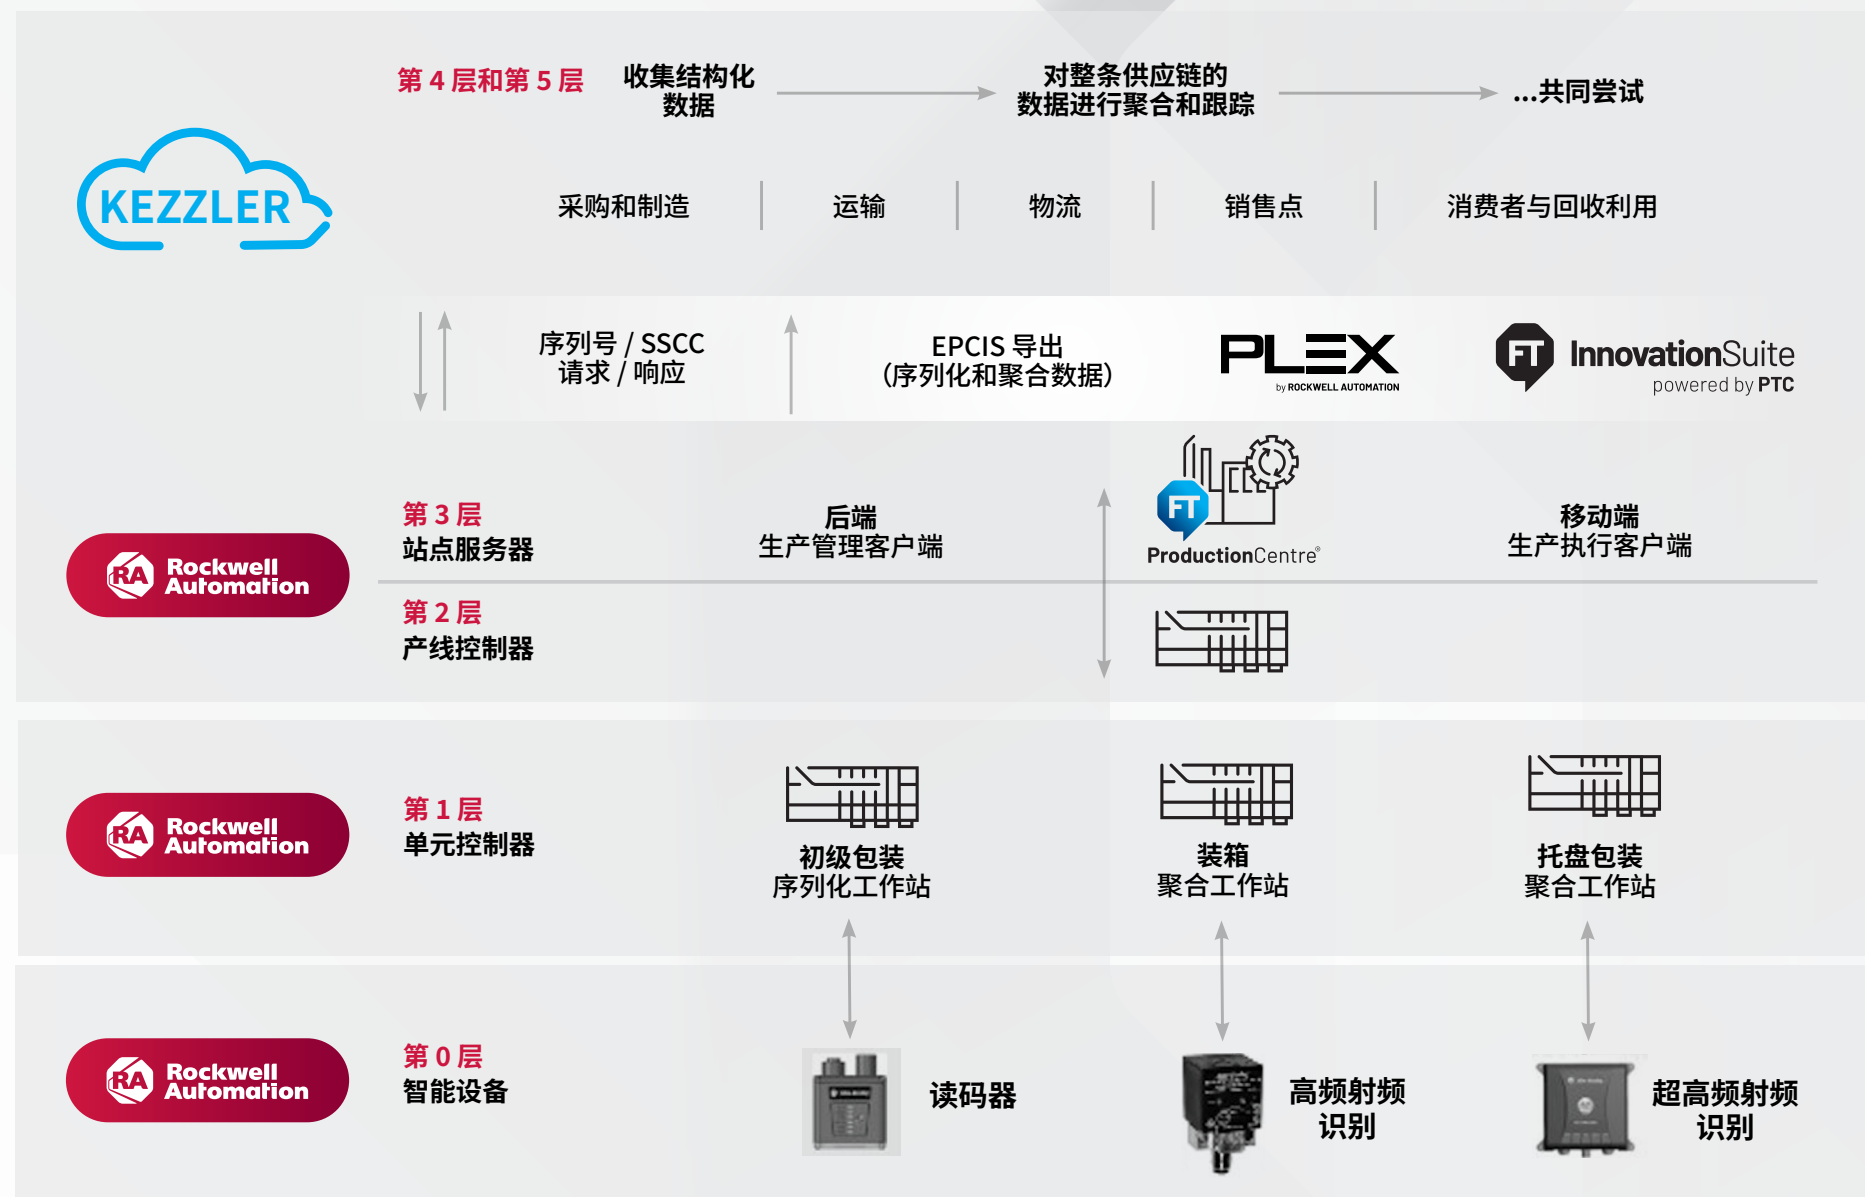 第 4 层和第 5 层
收集结构化
数据
对整条供应链的
数据进行聚合和跟踪
...共同尝试
KEZZLER
采购和制造
运输
物流
销售点
消费者与回收利用
序列号 / SSCC
请求 / 响应
EPCIS 导出
（序列化和聚合数据）
PLEX
by ROCKWELL AUTOMATION
FT
InnovationSuite
powered by PTC
第 3 层
站点服务器
后端
生产管理客户端
FT
ProductionCentre®
移动端
生产执行客户端
RA
Rockwell
Automation
第 2 层
产线控制器
RA
Rockwell
Automation
第 1 层
单元控制器
初级包装
序列化工作站
装箱
聚合工作站
托盘包装
聚合工作站
RA
Rockwell
Automation
第 0 层
智能设备
读码器
高频射频
识别
超高频射频
识别